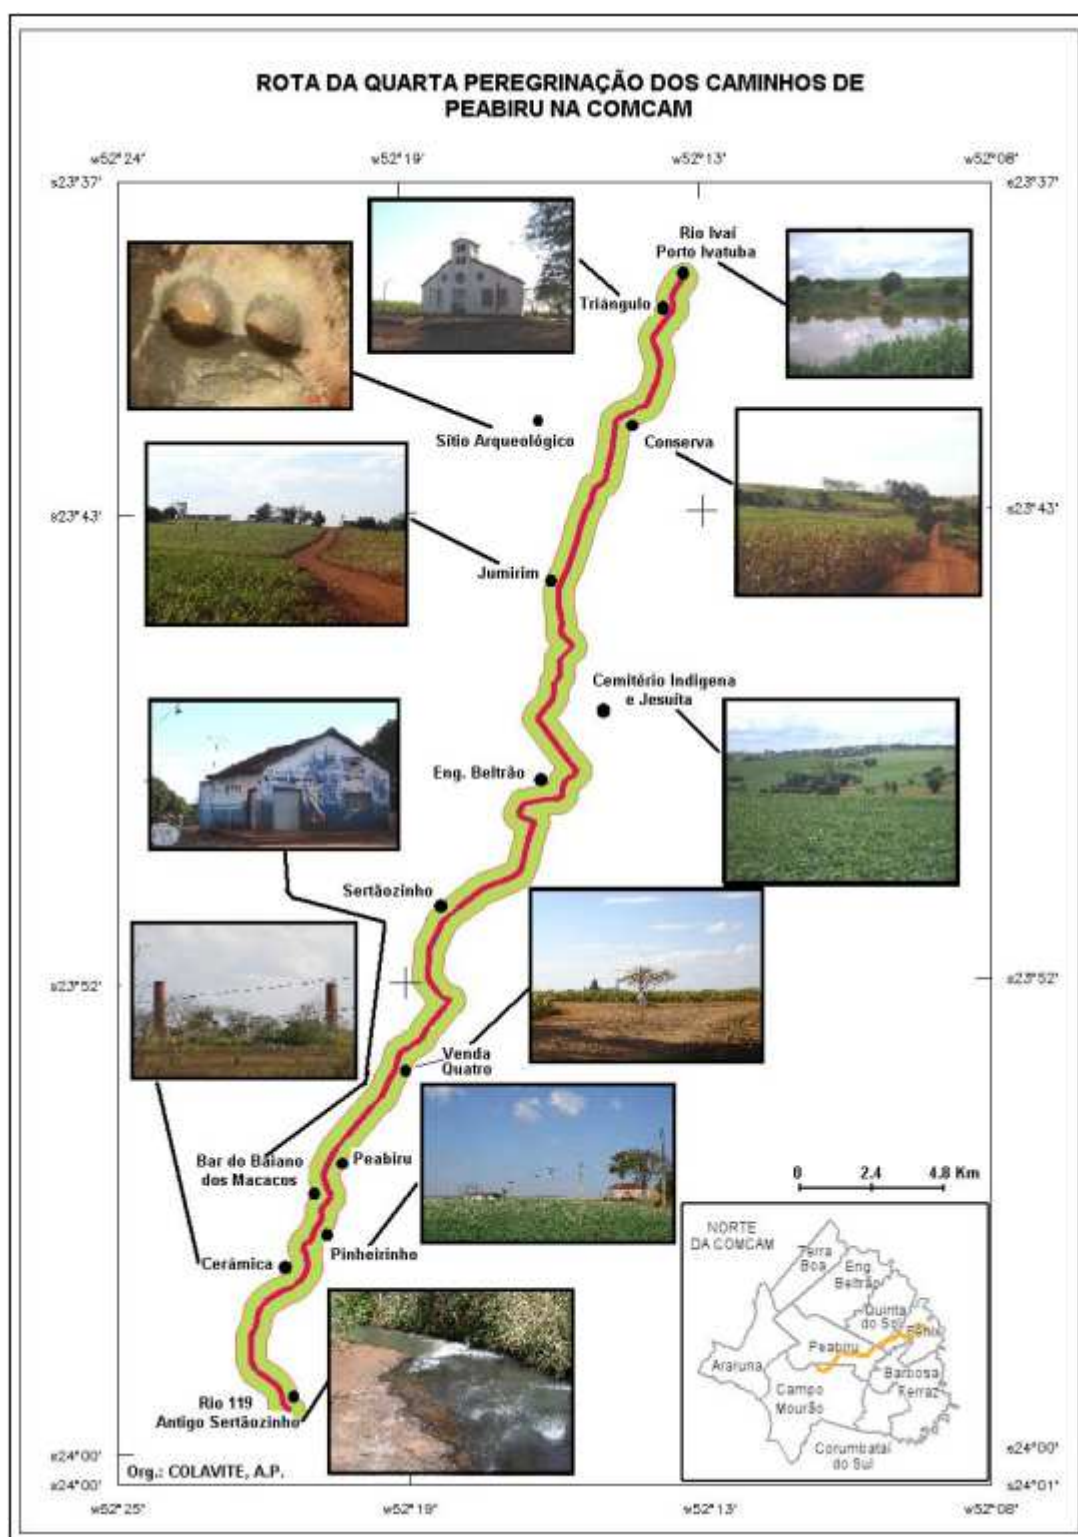 ROTA DA QUARTA PEREGRINAÇÃO DOS CAMINHOS DE
PEABIRU NA COMCAM
w52°24'
w52°19'
w52°13'
w52°08'
s23°37'
s23°37'
Rio Ivaí
Porto Ivatuba
Triângulo
Sítio Arqueológico
Conserva
s23°43'
s23°43'
Jumirim
Cemitério Indígena
e Jesuíta
Eng. Beltrão
Sertãozinho
s23°52'
s23°52'
Venda
Quatro
Bar do Baiano
dos Macacos
Peabiru
0 2.4 4.8 Km
Pinheirinho
Cerâmica
NORTE
DA COMCAM
Terra
Boa
Eng.
Beltrão
Quinta
do Sol
Fênix
Peabiru
Araruna
Barbosa
Ferraz
Campo
Mourão
Corumbataí
do Sul
Rio 119
Antigo Sertãozinho
s24°00'
s24°00'
Org.: COLAVITE, A.P.
s24°00'
s24°01'
w52°25'
w52°19'
w52°13'
w52°08'